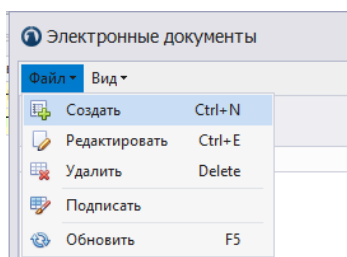 Электронные документы
Файл Вид
Создать Ctrl+N
Редактировать Ctrl+E
Удалить Delete
Подписать
Обновить F5